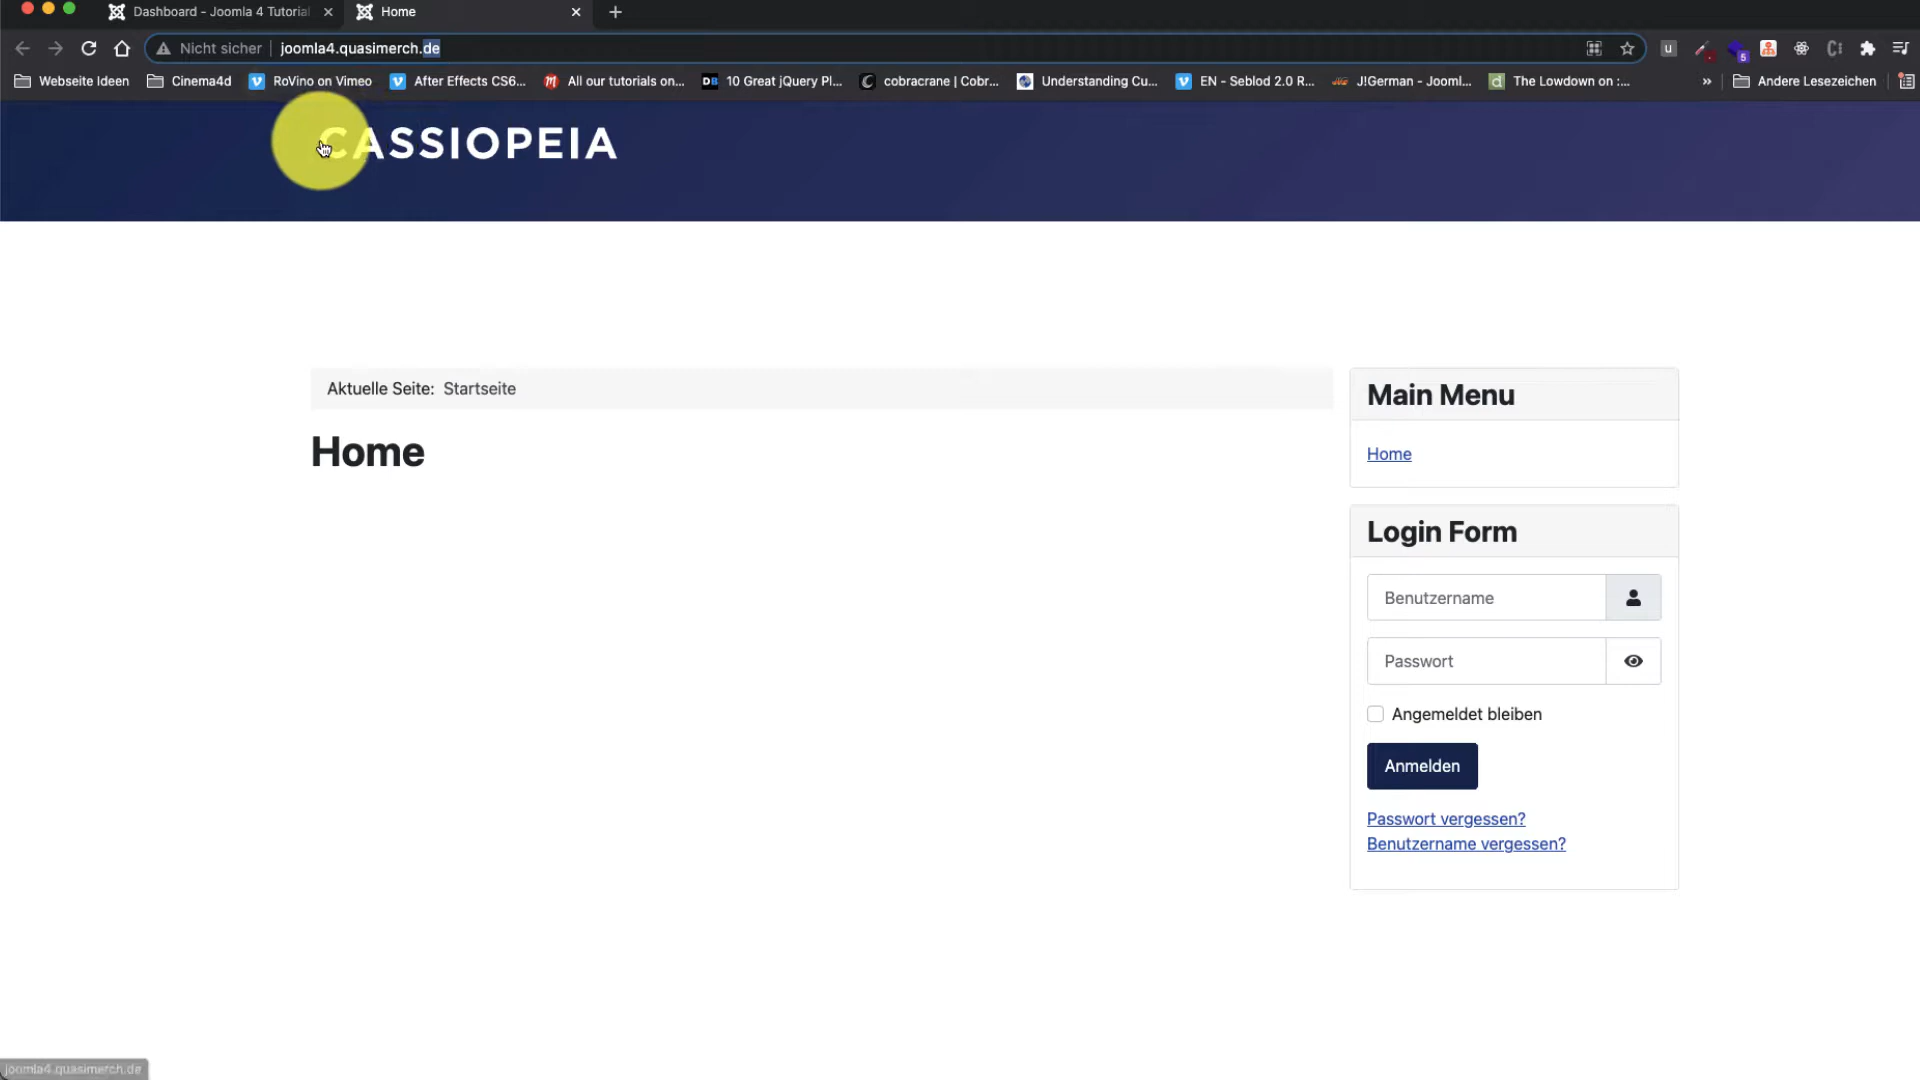 Dashboard - Joomla 4 Tutorial
Home
Nicht sicher
joomla4.quasimerch.de
u
5
Webseite Ideen
Cinema4d
RoVino on Vimeo
After Effects CS6...
All our tutorials on...
10 Great jQuery Pl...
cobracrane | Cobr...
Understanding Cu...
EN - Seblod 2.0 R...
J!German - Jooml...
The Lowdown on :...
»
Andere Lesezeichen
CASSIOPEIA
Aktuelle Seite: Startseite
Home
Main Menu
Home
Login Form
Benutzername
Passwort
Angemeldet bleiben
Anmelden
Passwort vergessen?
Benutzername vergessen?
joomla4.quasimerch.de